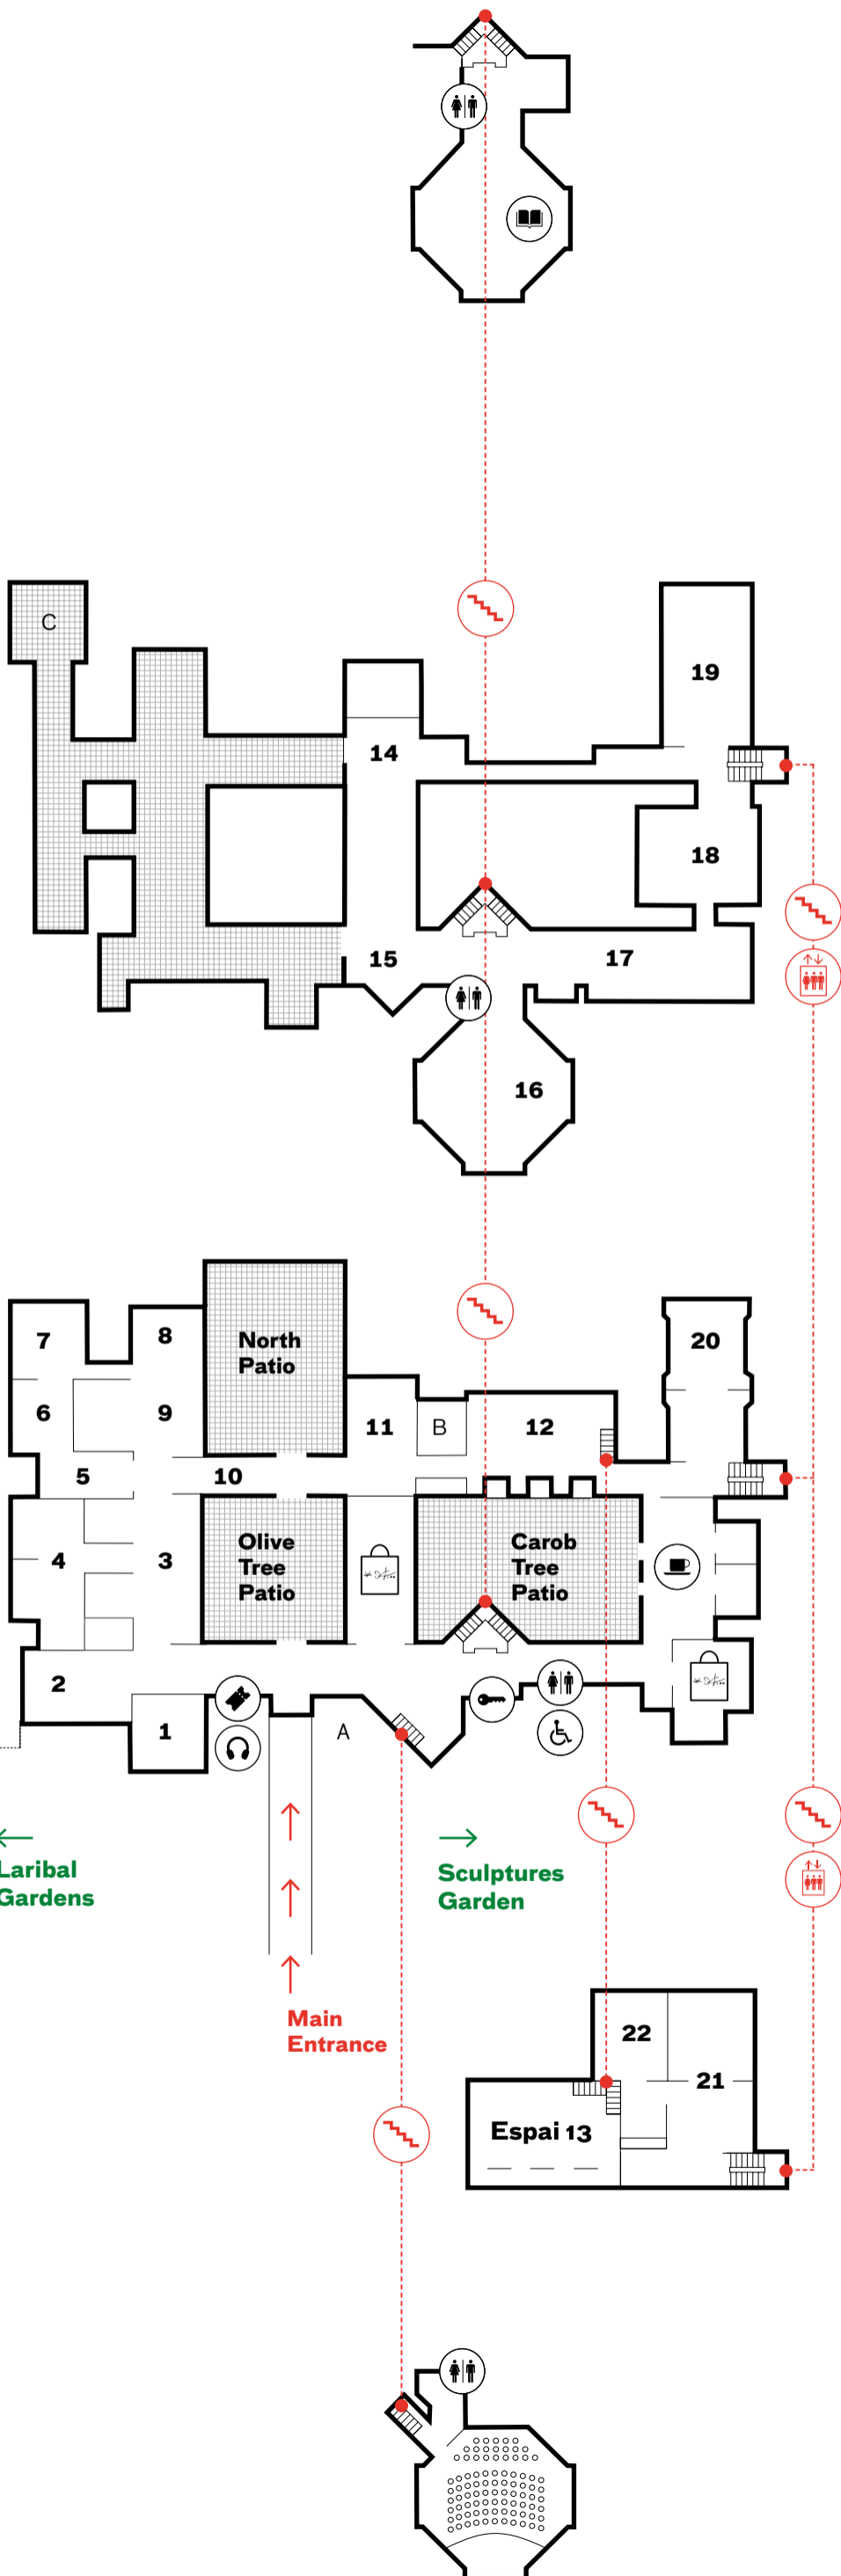 C
19
14
18
15
17
16
7
8
North
Patio
20
6
9
11
B
12
5
10
4
3
Olive
Tree
Patio
Carob
Tree
Patio
2
1
A
Laribal
Gardens
Sculptures
Garden
Main
Entrance
22
21
Espai 13